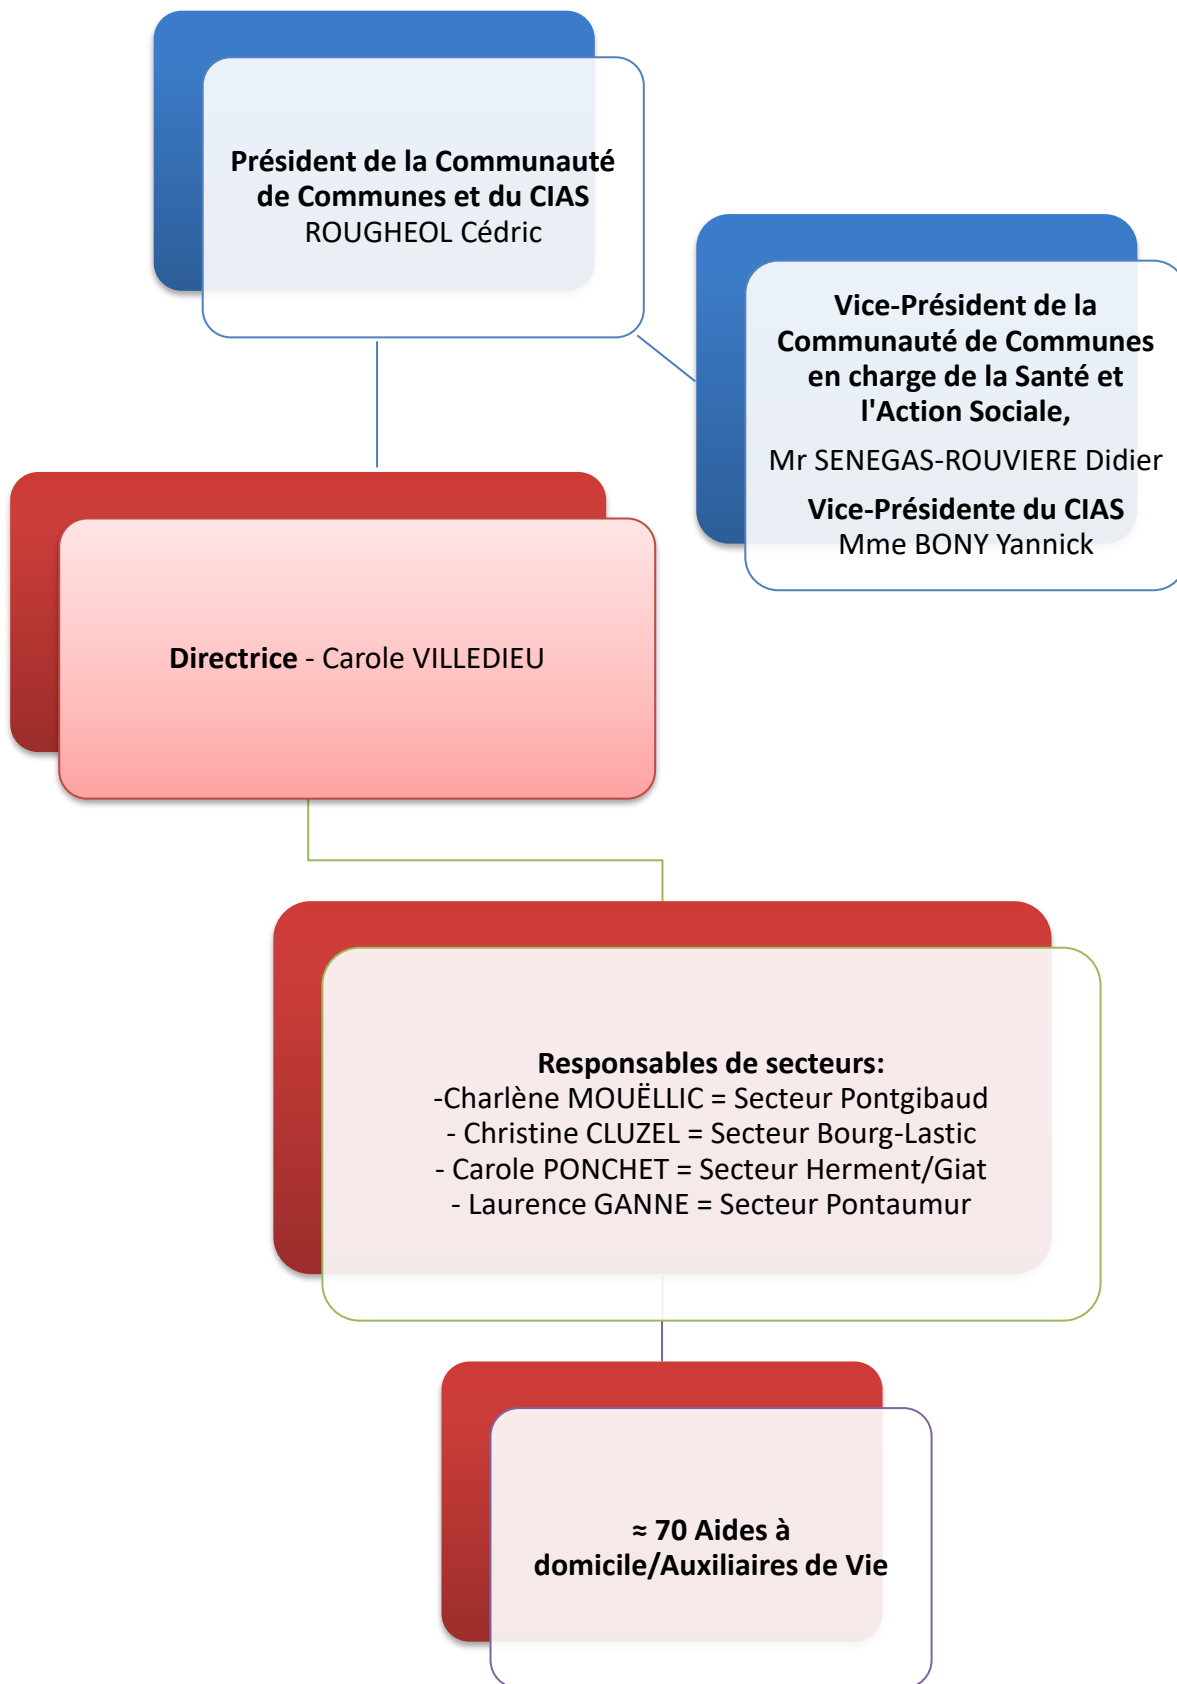 Président de la Communauté
de Communes et du CIAS
ROUGHEOL Cédric
Vice-Président de la
Communauté de Communes
en charge de la Santé et
l'Action Sociale,
Mr SENEGAS-ROUVIERE Didier
Vice-Présidente du CIAS
Mme BONY Yannick
Directrice - Carole VILLEDIEU
Responsables de secteurs:
-Charlène MOUËLLIC = Secteur Pontgibaud
- Christine CLUZEL = Secteur Bourg-Lastic
- Carole PONCHET = Secteur Herment/Giat
- Laurence GANNE = Secteur Pontaumur
≈ 70 Aides à
domicile/Auxiliaires de Vie